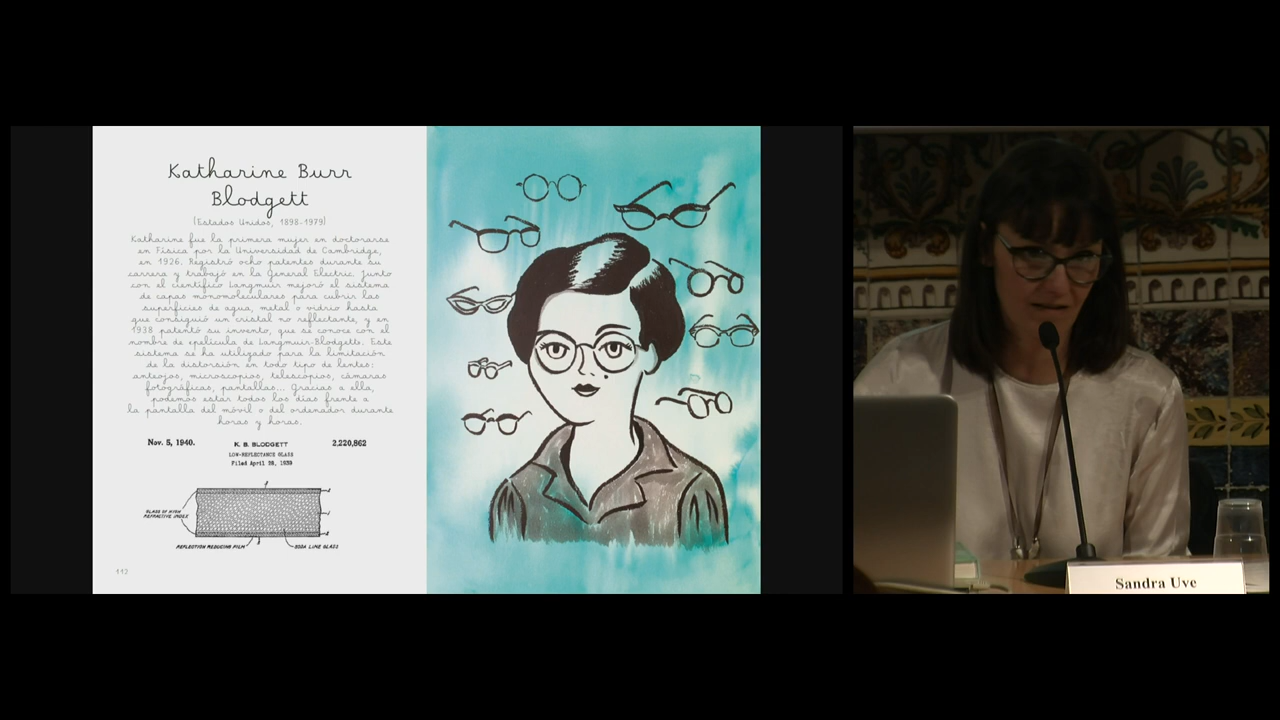 Katharine Burr
Blodgett
(Estados Unidos, 1898-1979)
Katharine fue la primera mujer en doctorarse
en Física por la Universidad de Cambridge,
en 1926. Registró ocho patentes durante su
carrera y trabajó en la General Electric. Junto
con el científico Langmuir mejoró el sistema
de capas monomoleculares para cubrir las
superficies de agua, metal o vidrio hasta
que consiguió un cristal no reflectante, y en
1938 patentó su invento, que se conoce con el
nombre de «película de Langmuir-Blodgett». Este
sistema se ha utilizado para la limitación
de la distorsión en todo tipo de lentes:
anteojos, microscopios, telescopios, cámaras
fotográficas, pantallas... Gracias a ella,
podemos estar todos los días frente a
la pantalla del móvil o del ordenador durante
horas y horas.
Nov. 5, 1940. K. B. BLODGETT 2,220,862
LOW-REFLECTANCE GLASS
Filed April 28, 1939
GLASS OF HIGH
REFRACTIVE INDEX
REFLECTION REDUCING FILM SODA LIME GLASS
112
Sandra Uve